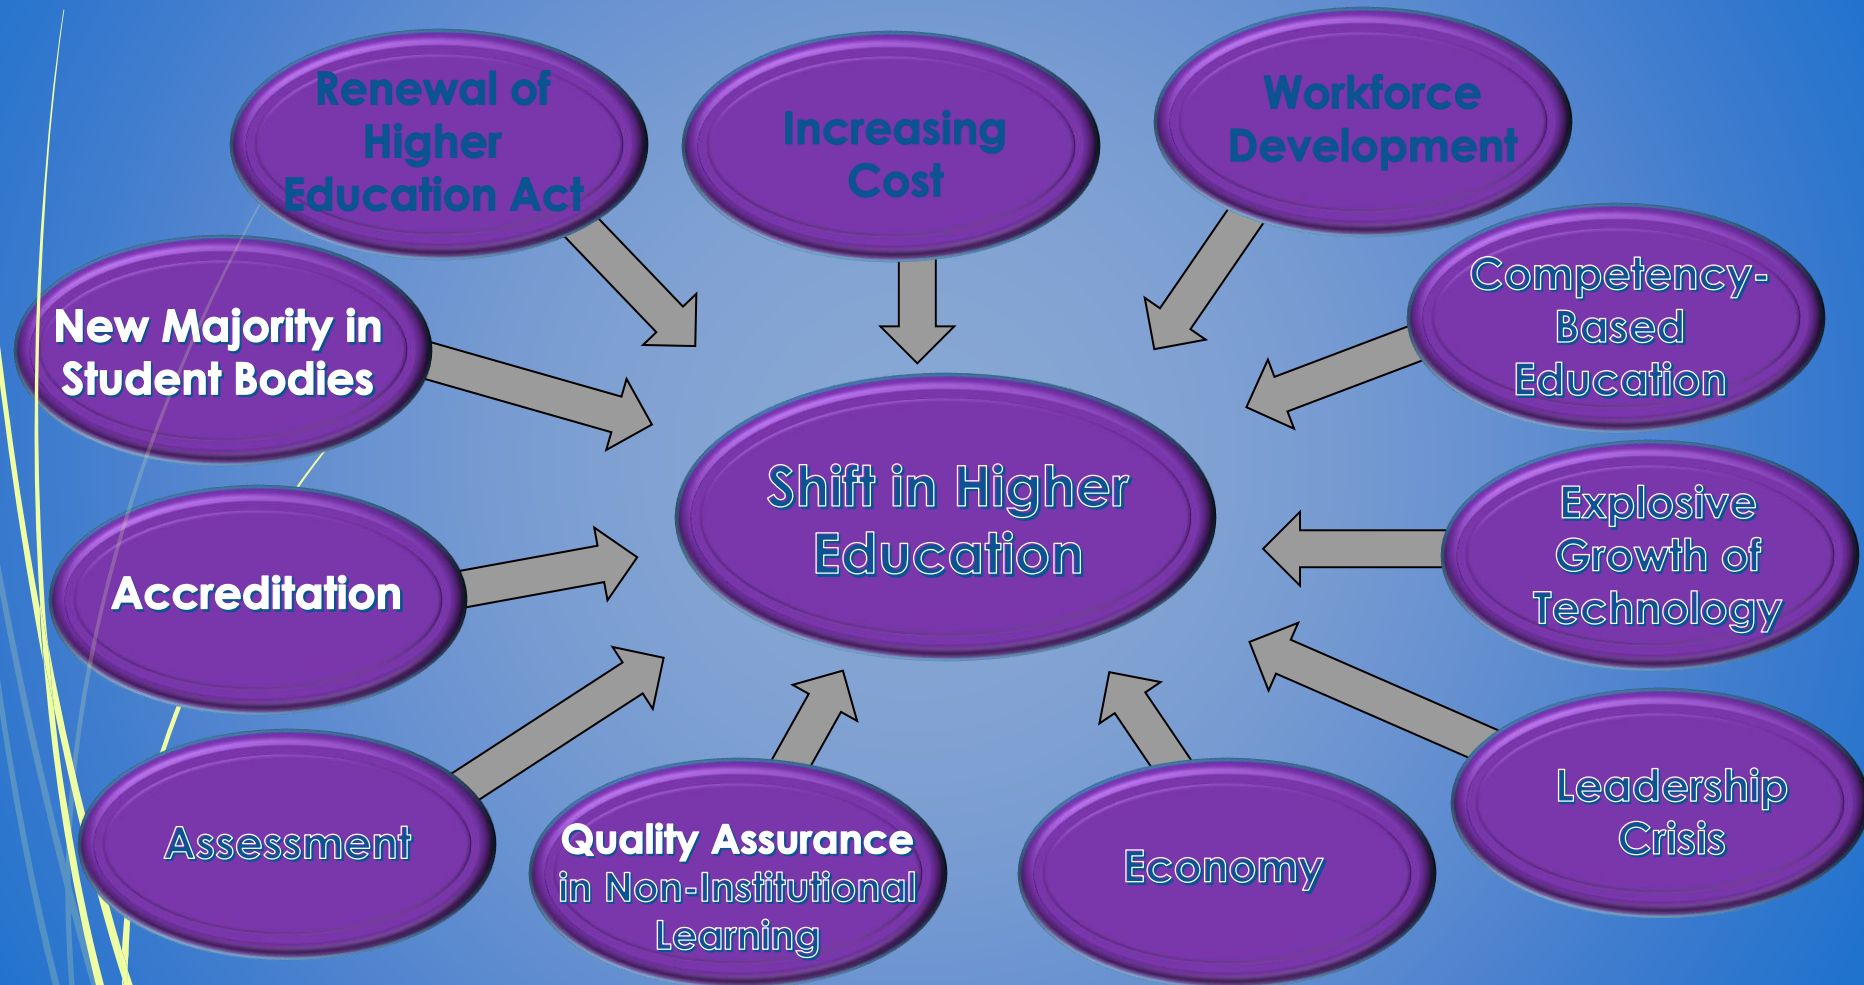 Renewal of
Higher
Education Act
Increasing
Cost
Workforce
Development
New Majority in
Student Bodies
Competency-
Based
Education
Shift in Higher
Education
Accreditation
Explosive
Growth of
Technology
Assessment
Quality Assurance
in Non-Institutional
Learning
Economy
Leadership
Crisis